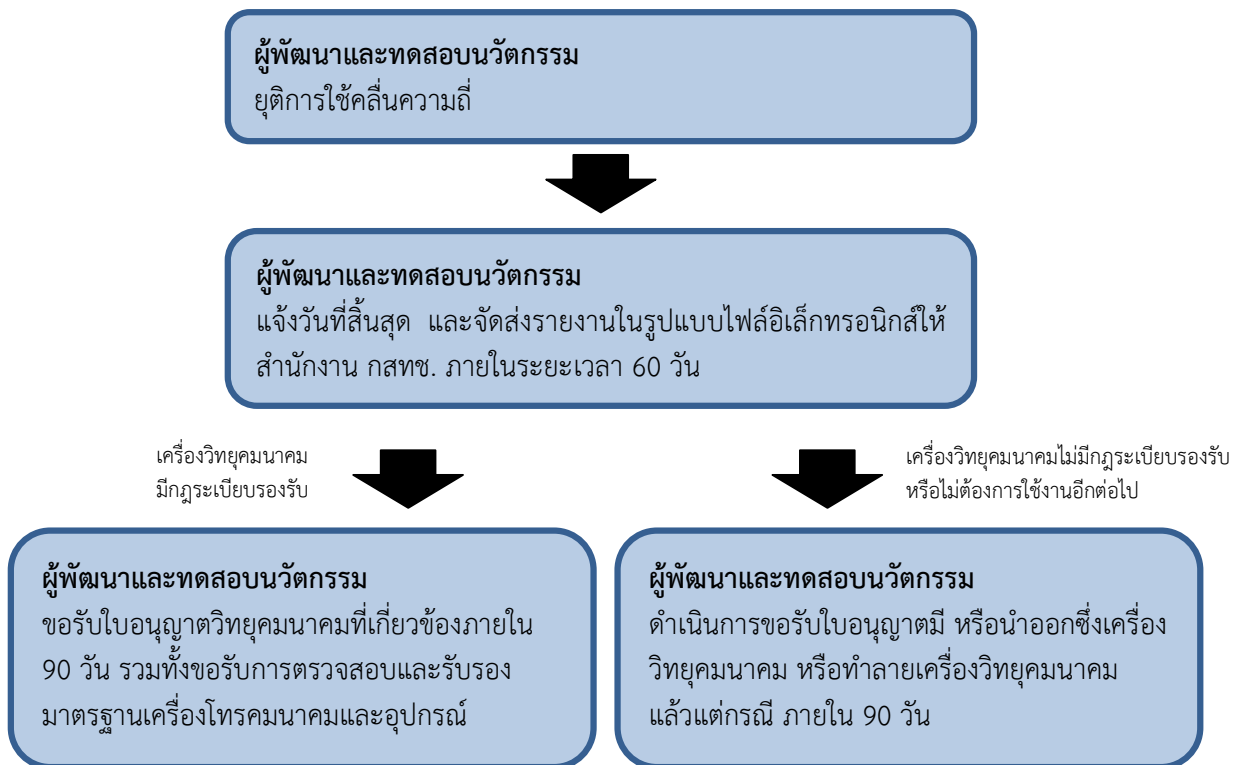 ผู้พัฒนาและทดสอบนวัตกรรม
ยุติการใช้คลื่นความถี่
ผู้พัฒนาและทดสอบนวัตกรรม
แจ้งวันที่สิ้นสุด และจัดส่งรายงานในรูปแบบไฟล์อิเล็กทรอนิกส์ให้
สำนักงาน กสทช. ภายในระยะเวลา 60 วัน
เครื่องวิทยุคมนาคม
มีกฎระเบียบรองรับ
เครื่องวิทยุคมนาคมไม่มีกฎระเบียบรองรับ
หรือไม่ต้องการใช้งานอีกต่อไป
ผู้พัฒนาและทดสอบนวัตกรรม
ขอรับใบอนุญาตวิทยุคมนาคมที่เกี่ยวข้องภายใน
90 วัน รวมทั้งขอรับการตรวจสอบและรับรอง
มาตรฐานเครื่องโทรคมนาคมและอุปกรณ์
ผู้พัฒนาและทดสอบนวัตกรรม
ดำเนินการขอรับใบอนุญาตมี หรือนำออกซึ่งเครื่อง
วิทยุคมนาคม หรือทำลายเครื่องวิทยุคมนาคม
แล้วแต่กรณี ภายใน 90 วัน